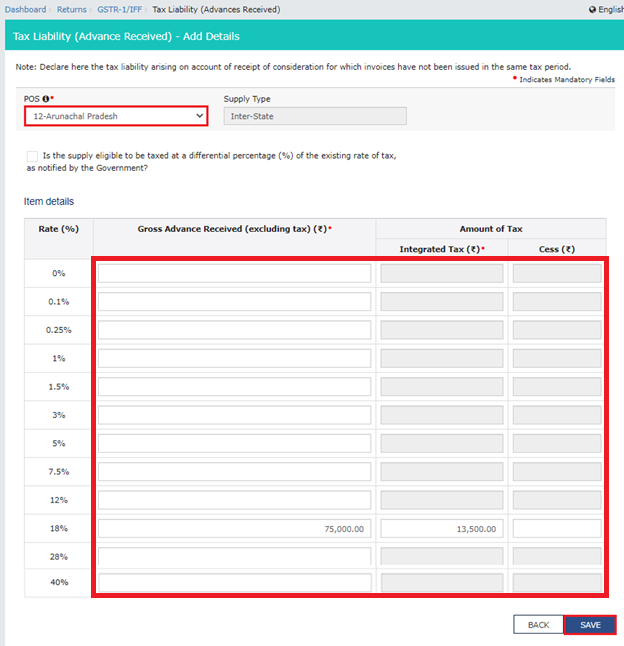 Dashboard › Returns › GSTR-1/IFF › Tax Liability (Advances Received)
English
Tax Liability (Advance Received) - Add Details
Note: Declare here the tax liability arising on account of receipt of consideration for which invoices have not been issued in the same tax period.
* Indicates Mandatory Fields
POS * Supply Type
12-Arunachal Pradesh Inter-State
Is the supply eligible to be taxed at a differential percentage (%) of the existing rate of tax,
as notified by the Government?
Item details
Rate (%) Gross Advance Received (excluding tax) (₹)* Amount of Tax
Integrated Tax (₹)* Cess (₹)
0%
0.1%
0.25%
1%
1.5%
3%
5%
7.5%
12%
18% 75,000.00 13,500.00
28%
40%
BACK SAVE